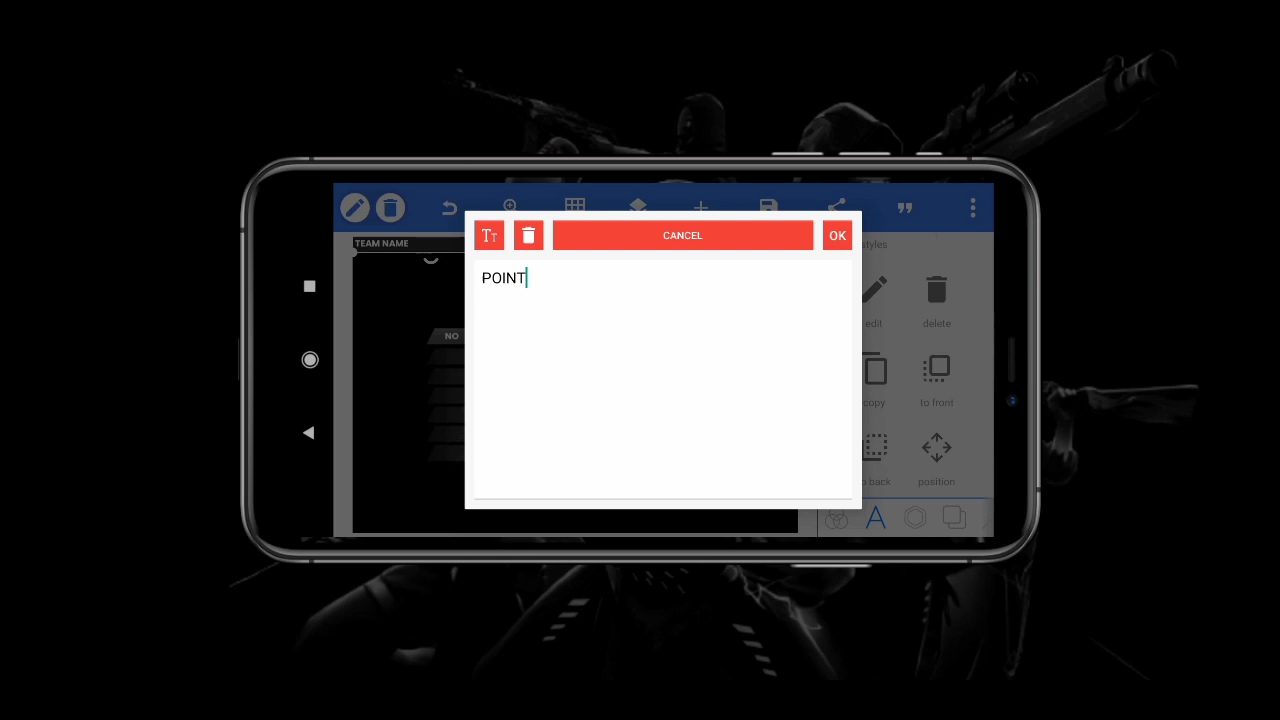 TEAM NAME
CANCEL
OK
styles
POINT
edit
delete
NO
copy
to front
back
position